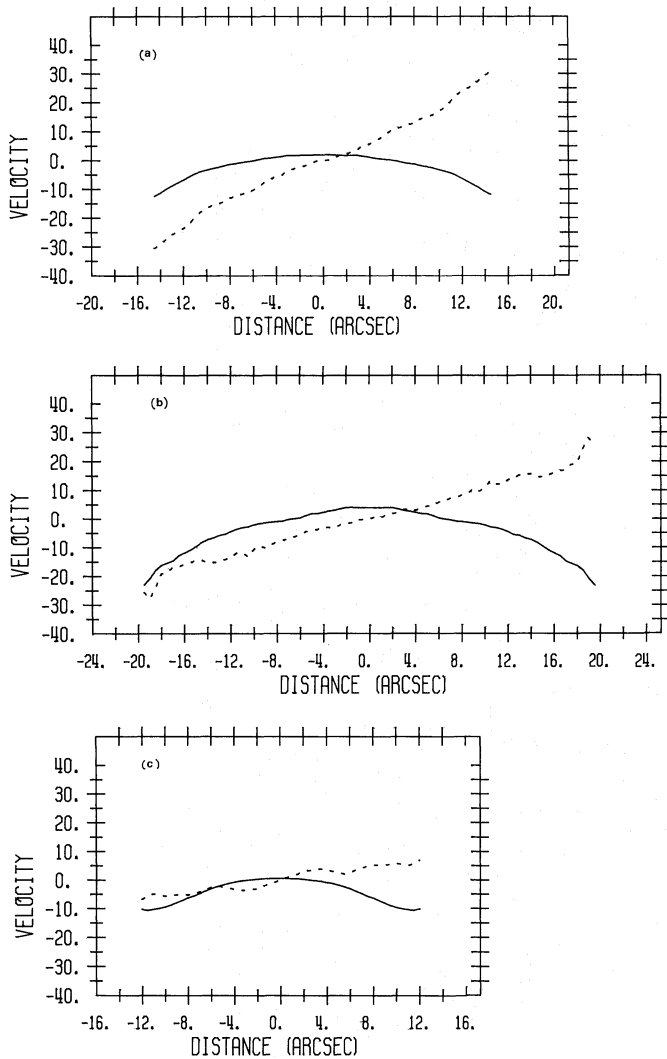 (a)
40.
30.
20.
10.
0.
-10.
-20.
-30.
-40.
VELOCITY
-20. -16. -12. -8. -4. 0. 4. 8. 12. 16. 20.
DISTANCE (ARCSEC)
(b)
40.
30.
20.
10.
0.
-10.
-20.
-30.
-40.
VELOCITY
-24. -20. -16. -12. -8. -4. 0. 4. 8. 12. 16. 20. 24.
DISTANCE (ARCSEC)
(c)
40.
30.
20.
10.
0.
-10.
-20.
-30.
-40.
VELOCITY
-16. -12. -8. -4. 0. 4. 8. 12. 16.
DISTANCE (ARCSEC)